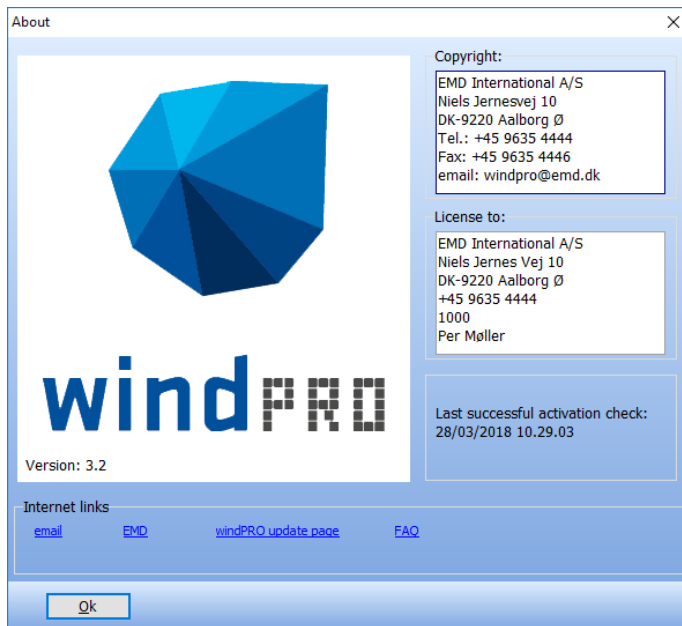 About
windPRO
Version: 3.2
Copyright:
EMD International A/S
Niels Jernesvej 10
DK-9220 Aalborg Ø
Tel.: +45 9635 4444
Fax: +45 9635 4446
email: windpro@emd.dk
License to:
EMD International A/S
Niels Jernes Vej 10
DK-9220 Aalborg Ø
+45 9635 4444
1000
Per Møller
Last successful activation check:
28/03/2018 10.29.03
Internet links
email EMD windPRO update page FAQ
Ok